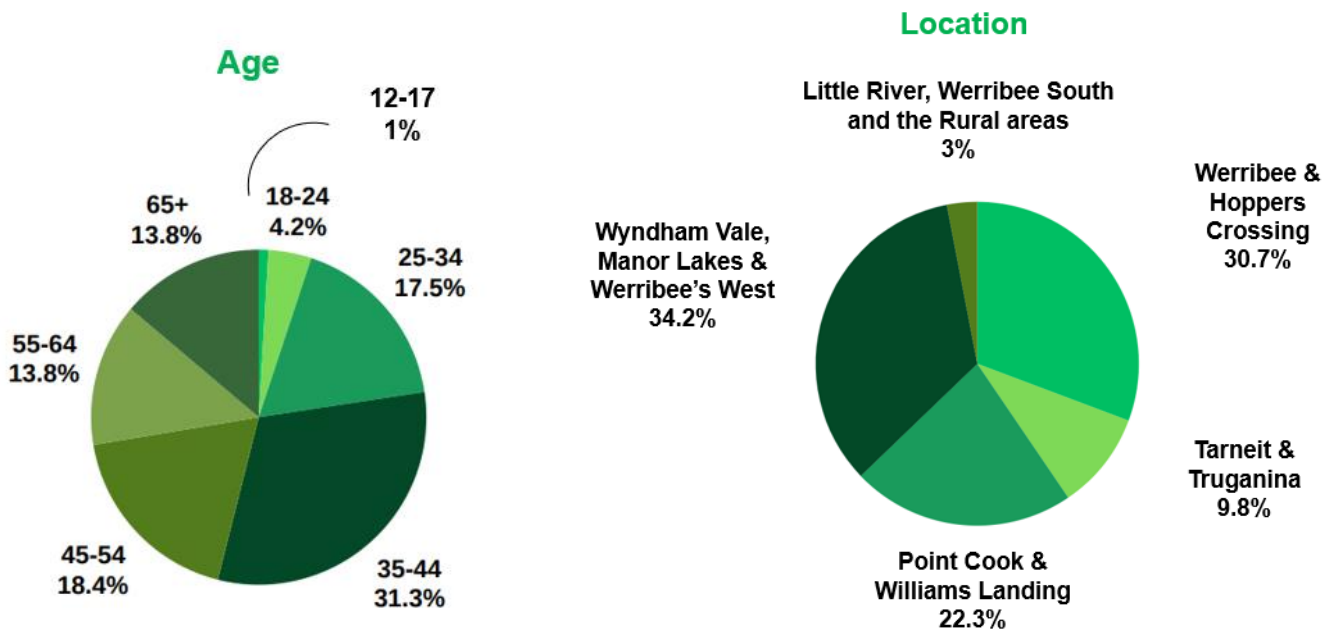 Age
12-17
1%
18-24
4.2%
25-34
17.5%
35-44
31.3%
45-54
18.4%
55-64
13.8%
65+
13.8%
Location
Little River, Werribee South
and the Rural areas
3%
Werribee &
Hoppers
Crossing
30.7%
Tarneit &
Truganina
9.8%
Point Cook &
Williams Landing
22.3%
Wyndham Vale,
Manor Lakes &
Werribee's West
34.2%